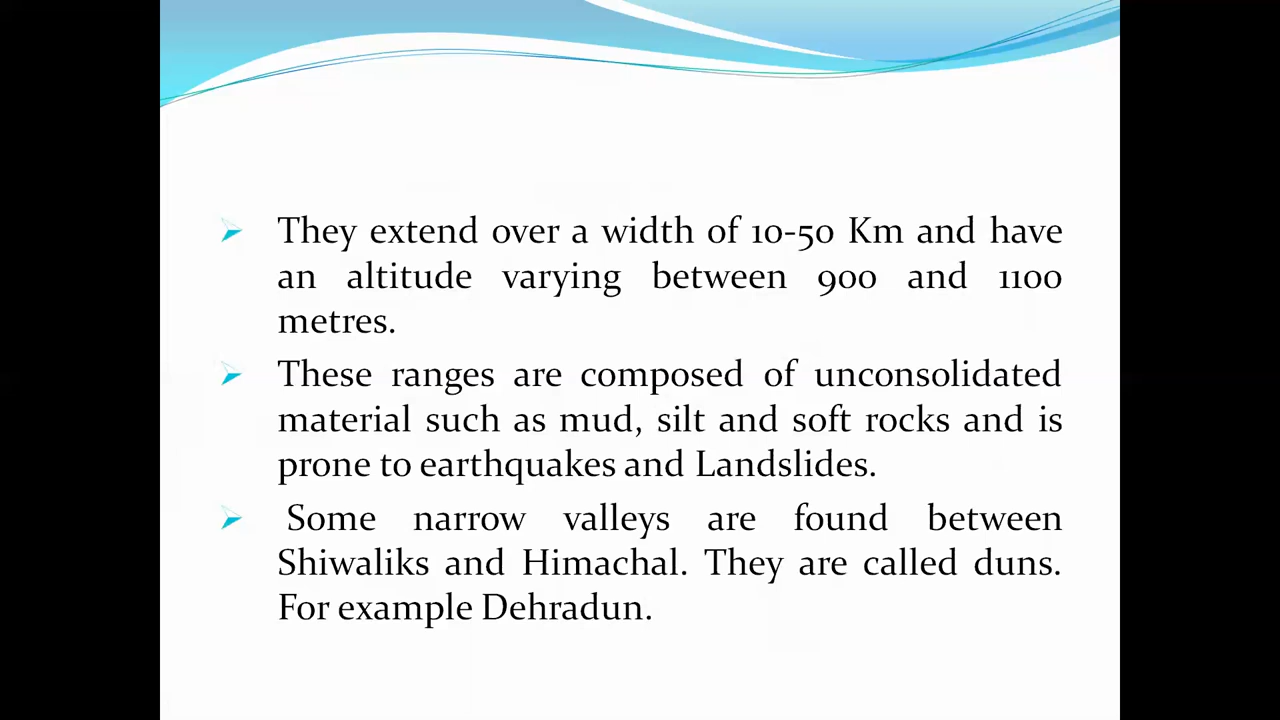 They extend over a width of 10-50 Km and have
an altitude varying between 900 and 1100
metres.
These ranges are composed of unconsolidated
material such as mud, silt and soft rocks and is
prone to earthquakes and Landslides.
Some narrow valleys are found between
Shiwaliks and Himachal. They are called duns.
For example Dehradun.